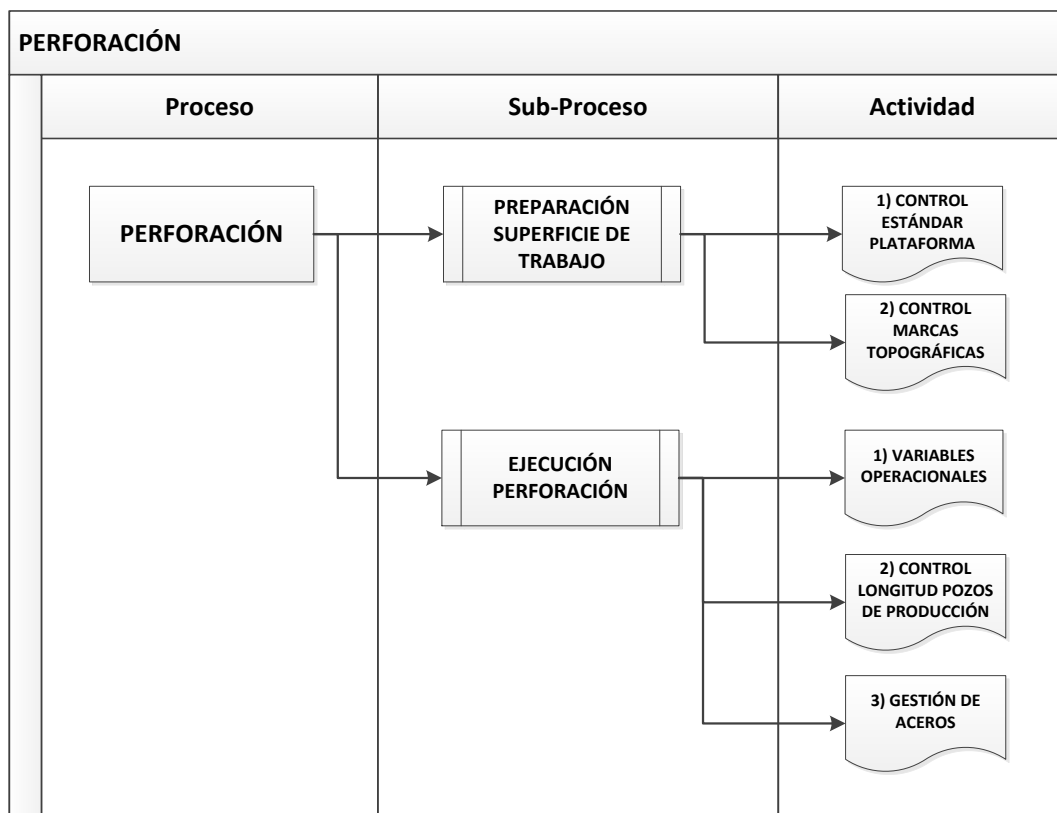 PERFORACIÓN
Proceso
Sub-Proceso
Actividad
PERFORACIÓN
PREPARACIÓN
SUPERFICIE DE
TRABAJO
1) CONTROL
ESTÁNDAR
PLATAFORMA
2) CONTROL
MARCAS
TOPOGRÁFICAS
EJECUCIÓN
PERFORACIÓN
1) VARIABLES
OPERACIONALES
2) CONTROL
LONGITUD POZOS
DE PRODUCCIÓN
3) GESTIÓN DE
ACEROS